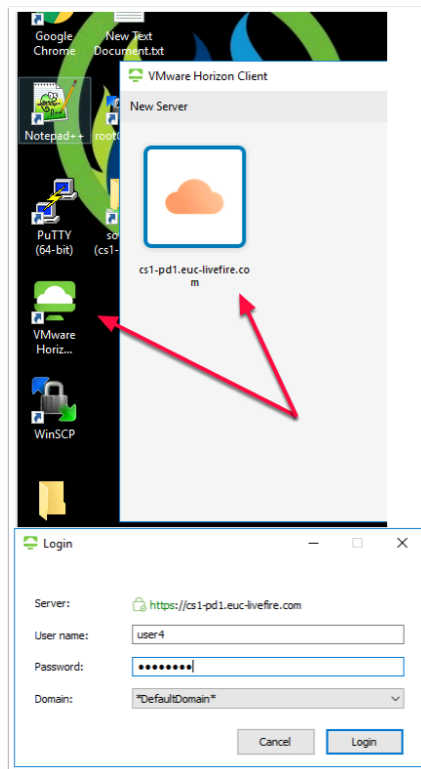 Google
Chrome
New Text
Document.txt
VMware Horizon Client
New Server
Notepad++
root(
cs1-pd1.euc-livefire.co
m
PuTTY
(64-bit)
so
(cs1-
VMware
Horiz...
WinSCP
Login
Server:
https://cs1-pd1.euc-livefire.com
User name:
user4
Password:
••••••••
Domain:
*DefaultDomain*
Cancel
Login